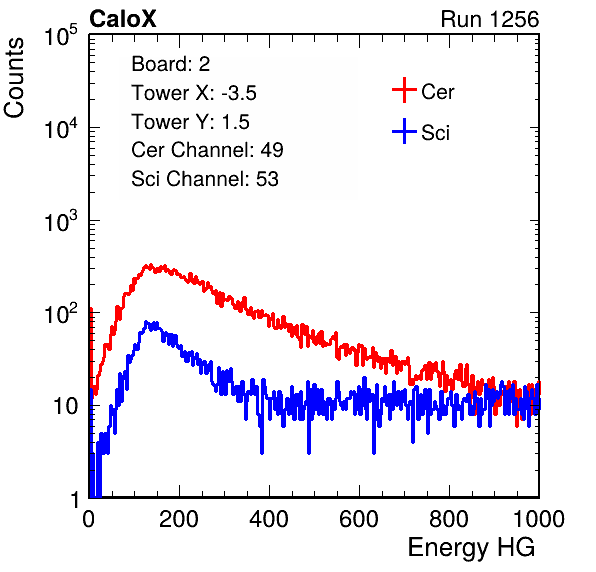 CaloX Run 1256
Counts
Board: 2
Tower X: -3.5
Tower Y: 1.5
Cer Channel: 49
Sci Channel: 53
Cer
Sci
10^5
10^4
10^3
10^2
10
1
0 200 400 600 800 1000
Energy HG